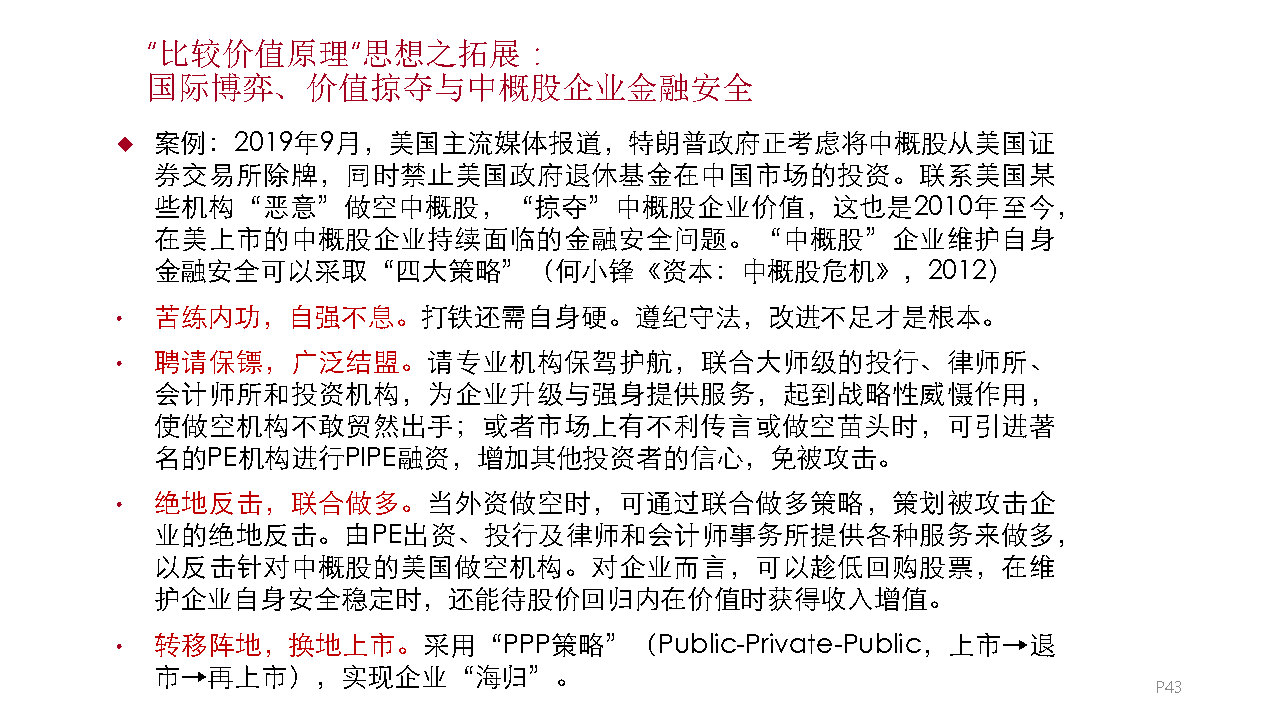 “比较价值原理”思想之拓展：
国际博弈、价值掠夺与中概股企业金融安全
◆ 案例：2019年9月，美国主流媒体报道，特朗普政府正考虑将中概股从美国证
券交易所除牌，同时禁止美国政府退休基金在中国市场的投资。联系美国某
些机构“恶意”做空中概股，“掠夺”中概股企业价值，这也是2010年至今，
在美上市的中概股企业持续面临的金融安全问题。“中概股”企业维护自身
金融安全可以采取“四大策略”（何小锋《资本：中概股危机》，2012）
• 苦练内功，自强不息。打铁还需自身硬。遵纪守法，改进不足才是根本。
• 聘请保镖，广泛结盟。请专业机构保驾护航，联合大师级的投行、律师所、
会计师所和投资机构，为企业升级与强身提供服务，起到战略性威慑作用，
使做空机构不敢贸然出手；或者市场上有不利传言或做空苗头时，可引进著
名的PE机构进行PIPE融资，增加其他投资者的信心，免被攻击。
• 绝地反击，联合做多。当外资做空时，可通过联合做多策略，策划被攻击企
业的绝地反击。由PE出资、投行及律师和会计师事务所提供各种服务来做多，
以反击针对中概股的美国做空机构。对企业而言，可以趁低回购股票，在维
护企业自身安全稳定时，还能待股价回归内在价值时获得收入增值。
• 转移阵地，换地上市。采用“PPP策略”（Public-Private-Public，上市→退
市→再上市），实现企业“海归”。
P43